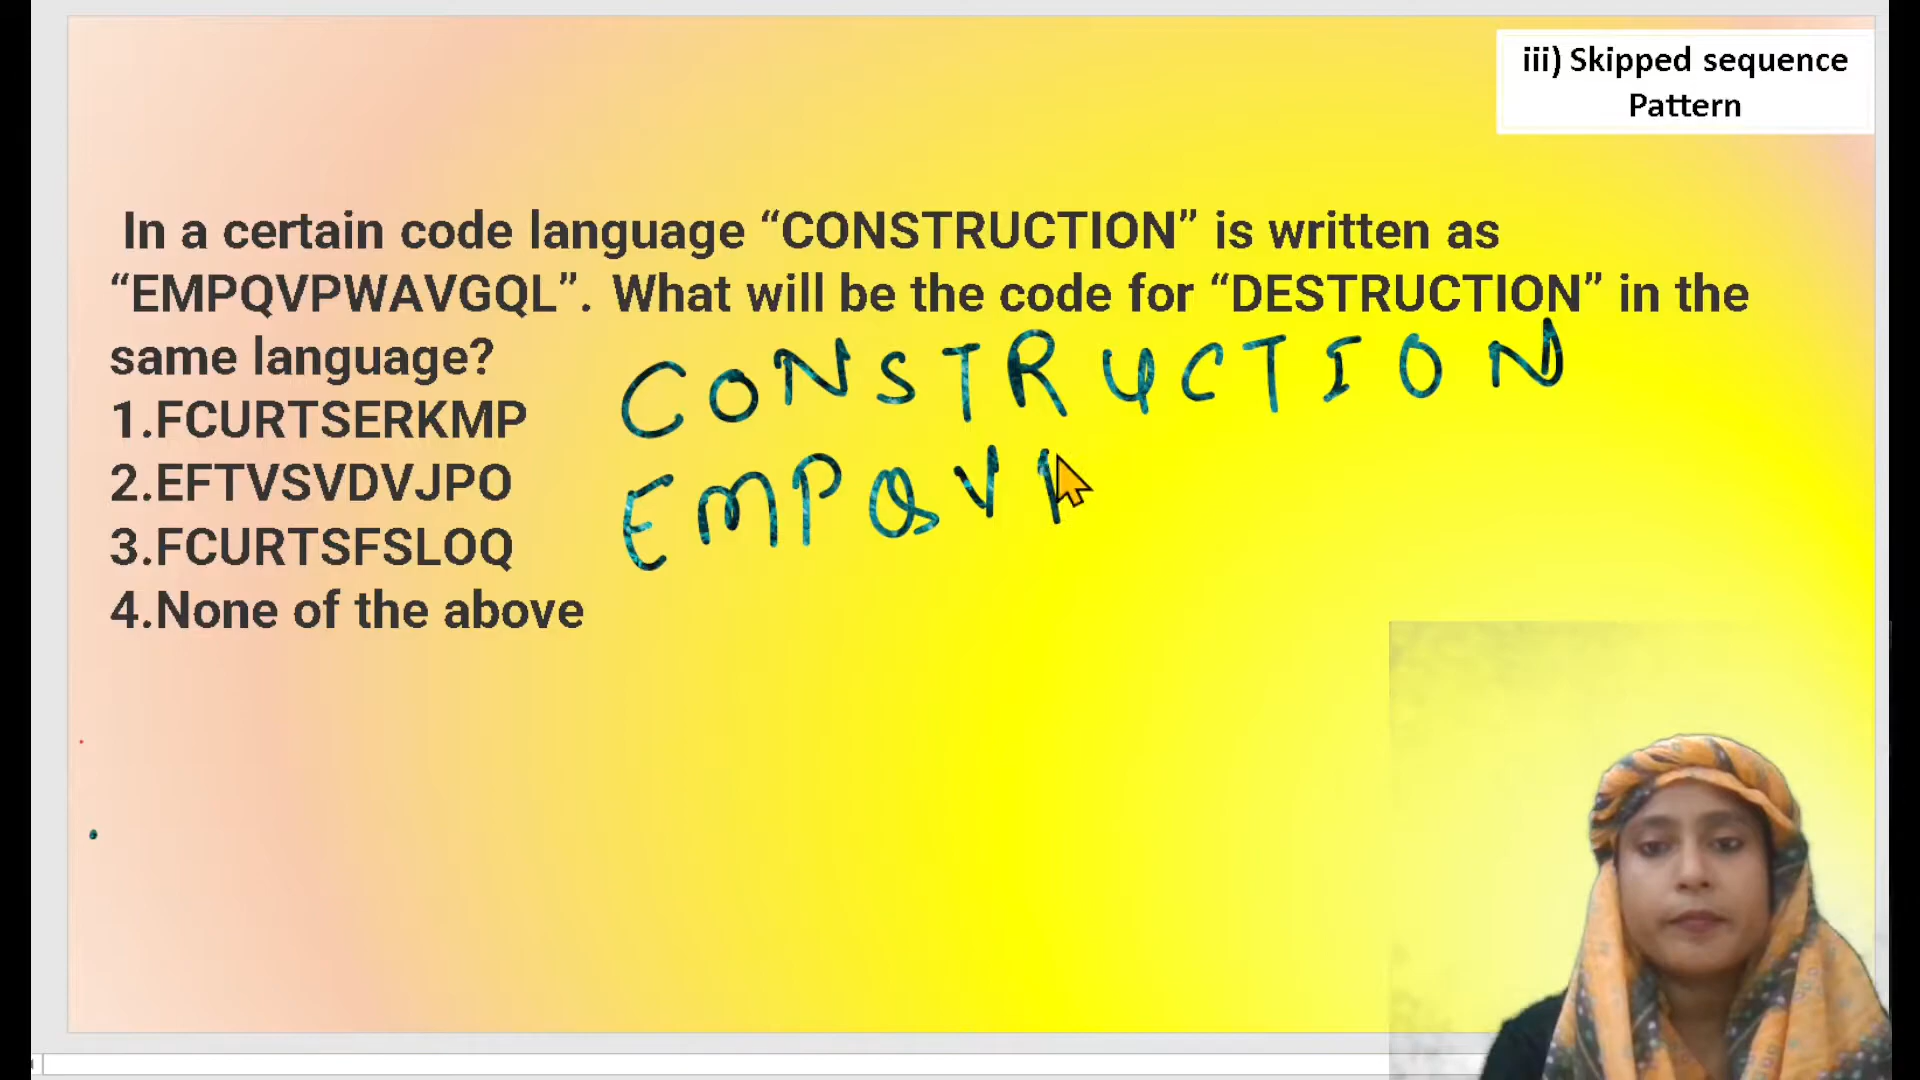 iii) Skipped sequence
Pattern
In a certain code language “CONSTRUCTION” is written as
“EMPQVPWAVGQL”. What will be the code for “DESTRUCTION” in the
same language?
1.FCURTSERKMP
2.EFTVSVDVJPO
3.FCURTSFSLOQ
4.None of the above
CONSTRUCTION
EMPQV